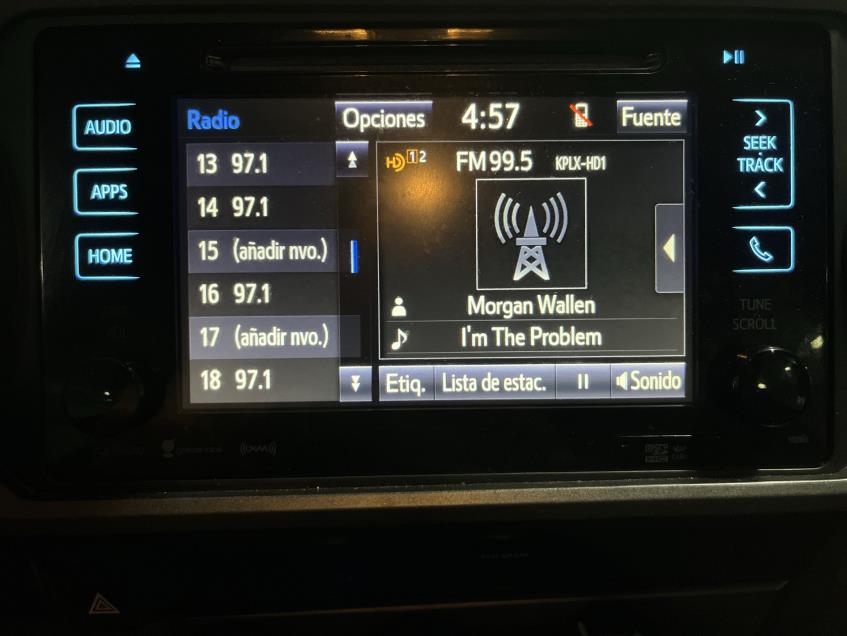 AUDIO
APPS
HOME
Radio
Opciones
4:57
Fuente
13 97.1
14 97.1
15 (añadir nvo.)
16 97.1
17 (añadir nvo.)
18 97.1
HD 1 2
FM 99.5 KPLX-HD1
Morgan Wallen
I'm The Problem
Etiq.
Lista de estac.
Sonido
SEEK
TRACK
TUNE
SCROLL